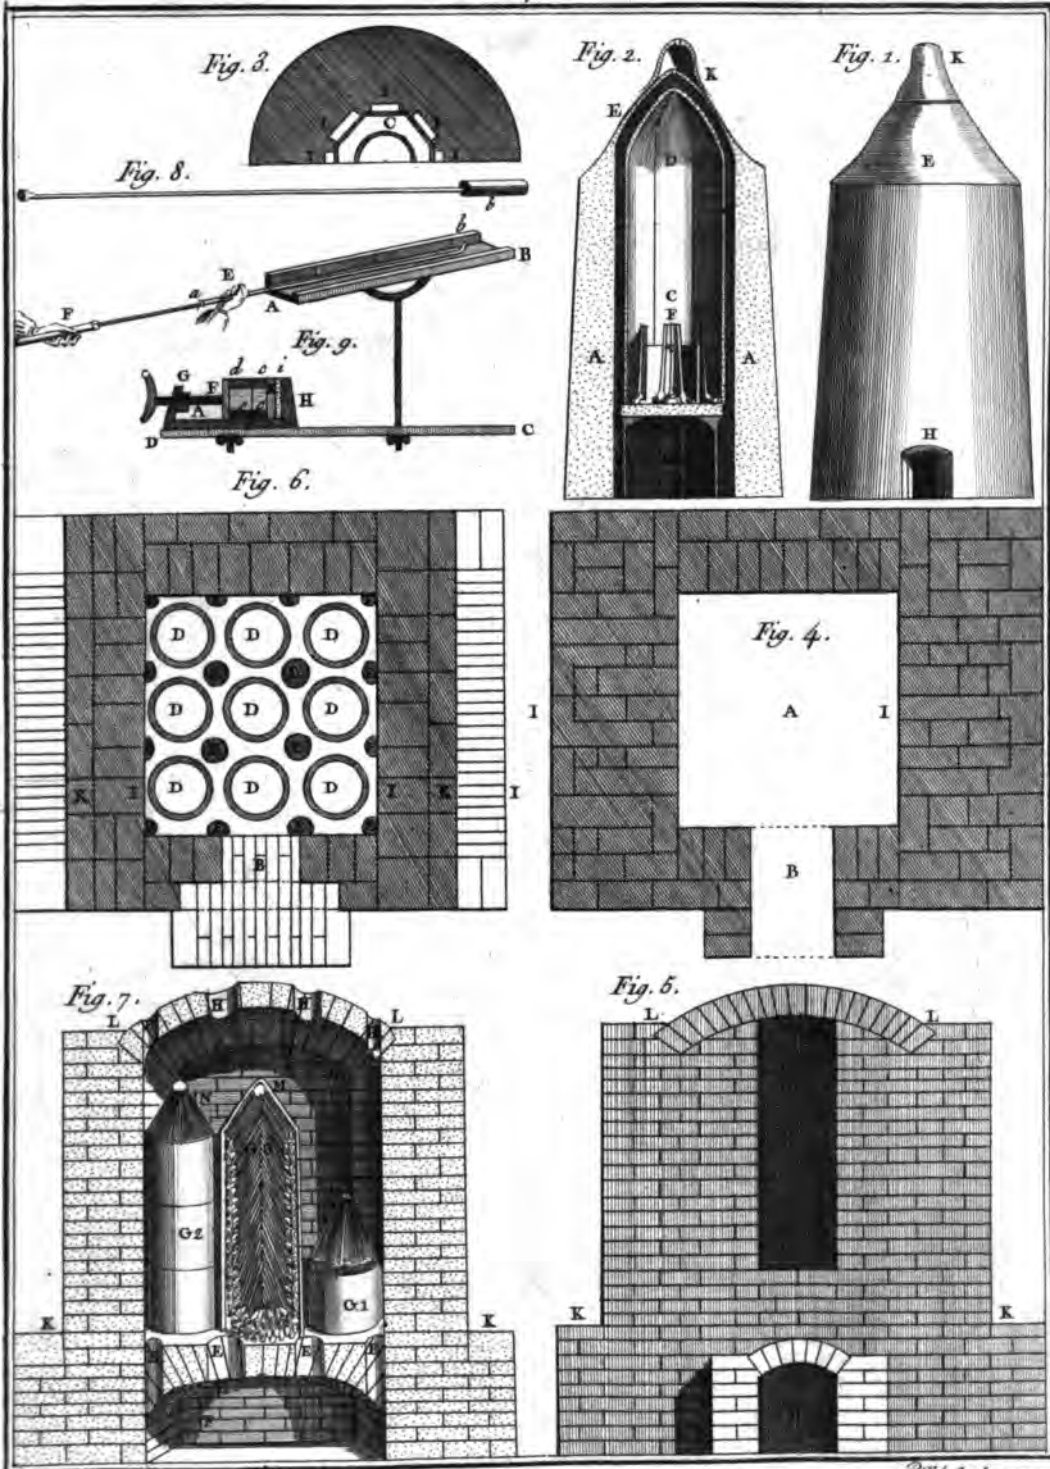 Fig. 3.
I
I C I
I I
Fig. 2.
K
E
D
C
F
A A
Fig. 1.
K
E
H
Fig. 8.
b
b
B
E
a
A
F
Fig. 9.
d c i
G
F
H
A
D C
Fig. 6.
D D D
D D D
D D D
K I I K I
B
Fig. 4.
I A I
B
Fig. 7.
H H
L L
H
N M
G2
G1
K K
E E
F
Fig. 5.
L L
K K
H